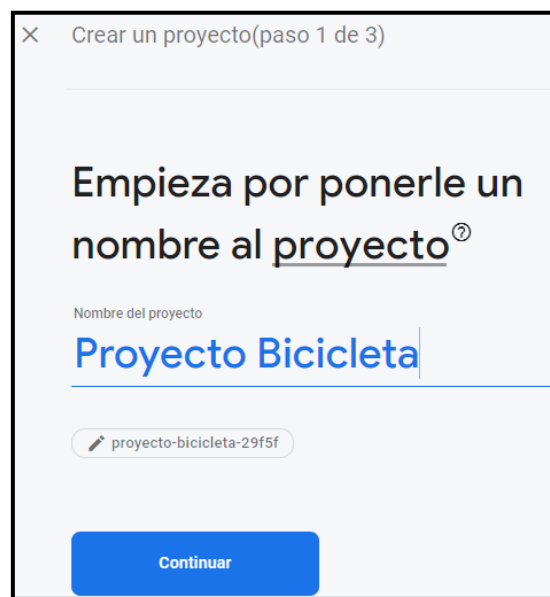 Crear un proyecto(paso 1 de 3)
Empieza por ponerle un
nombre al proyecto
Nombre del proyecto
Proyecto Bicicleta
proyecto-bicicleta-29f5f
Continuar